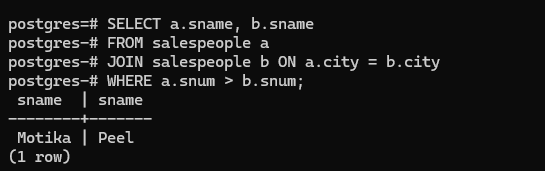 postgres=# SELECT a.sname, b.sname
postgres-# FROM salespeople a
postgres-# JOIN salespeople b ON a.city = b.city
postgres-# WHERE a.snum > b.snum;
 sname  | sname
--------+-------
 Motika | Peel
(1 row)